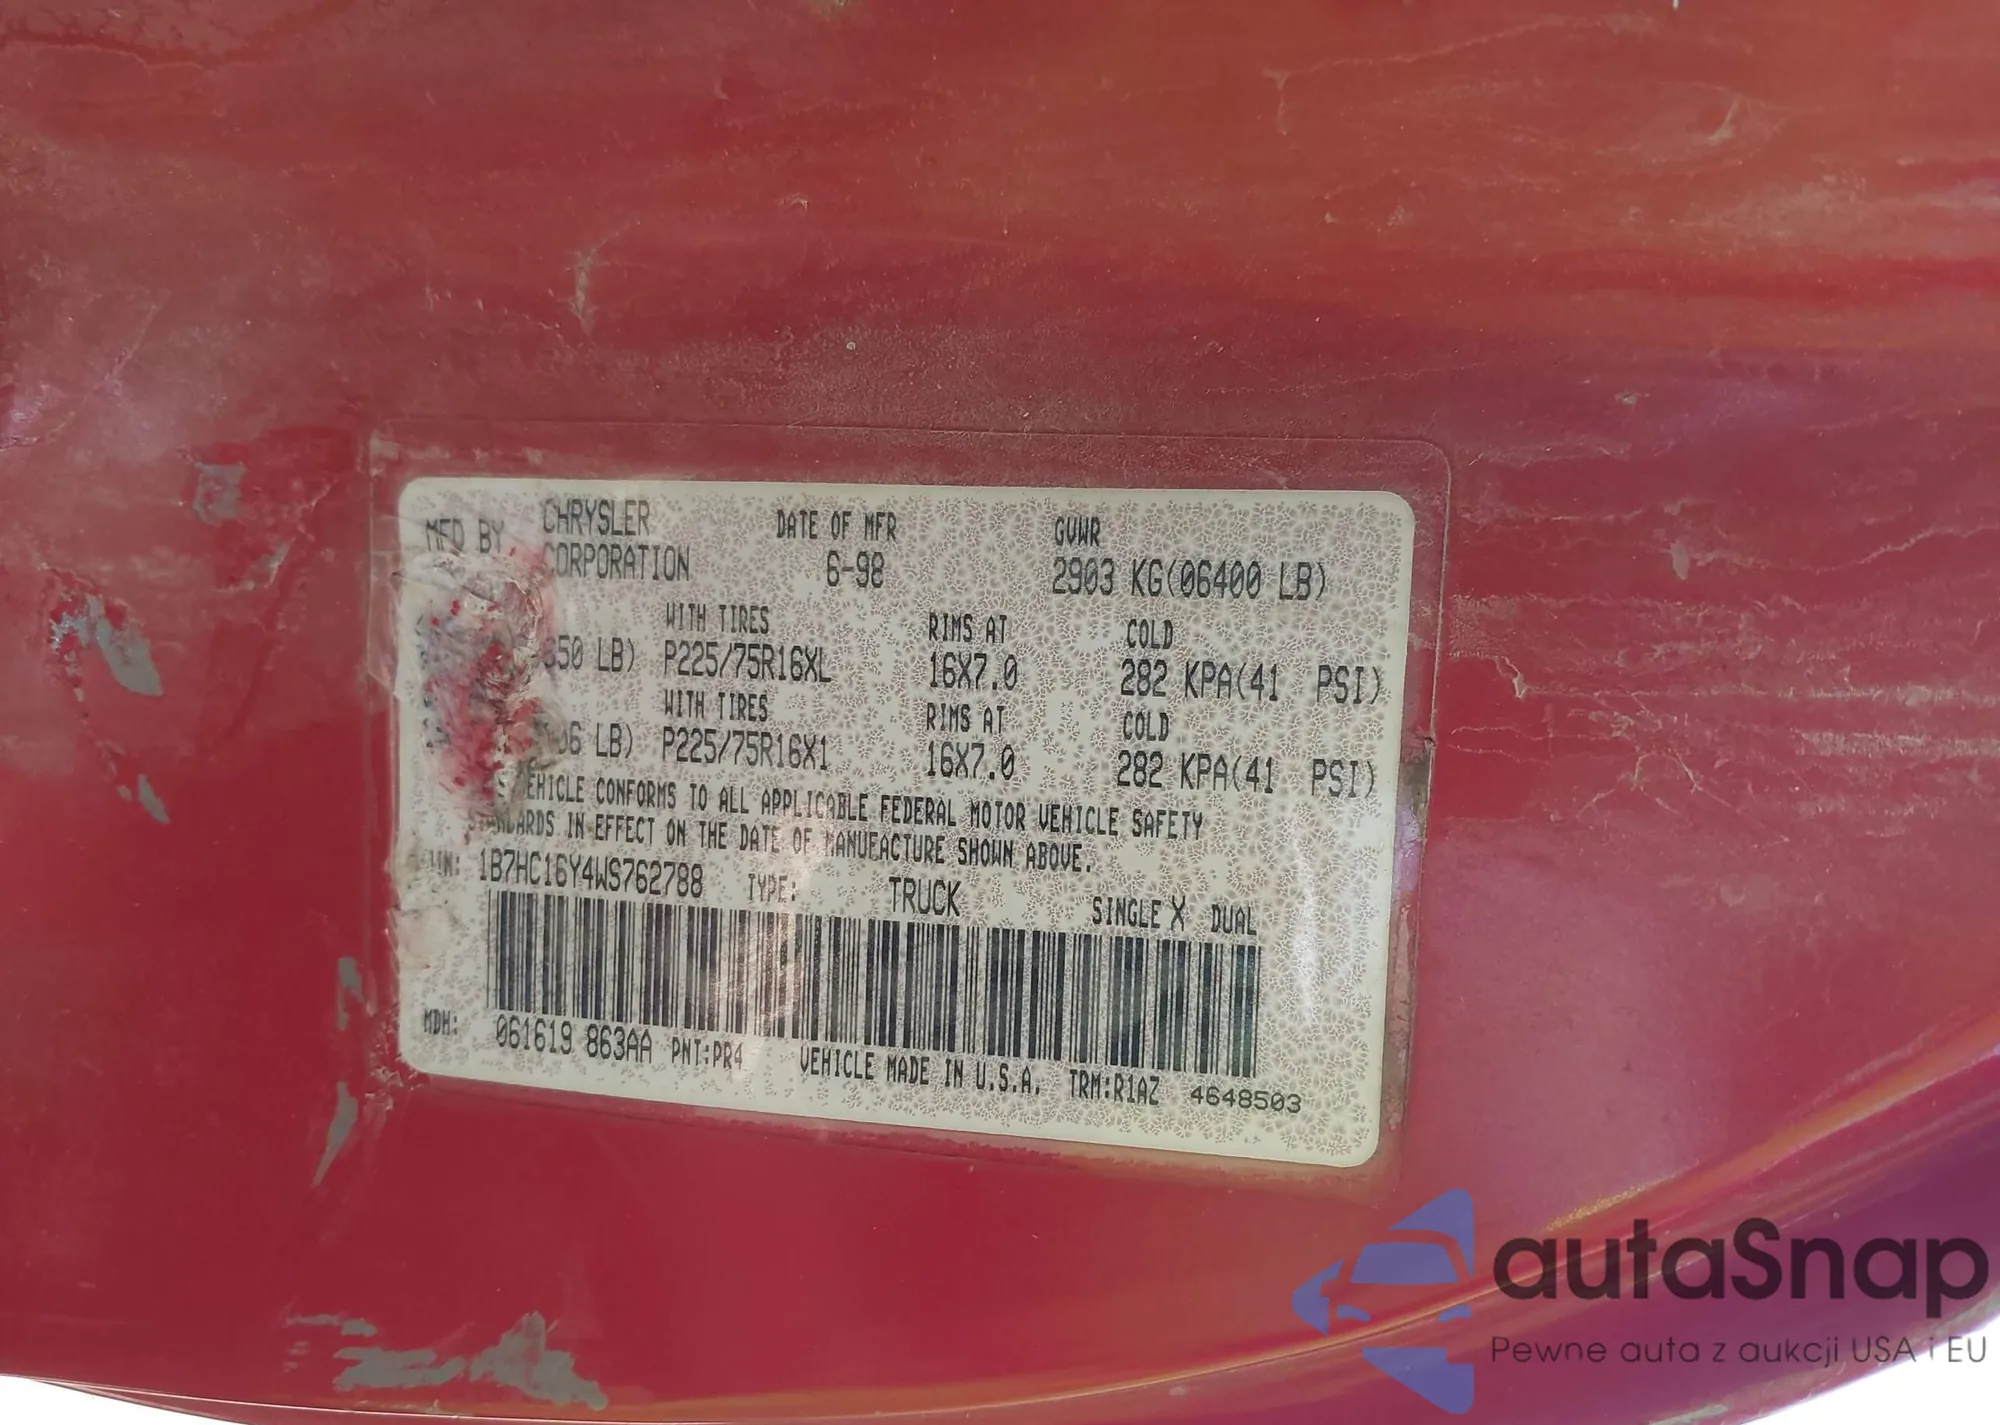 MFD BY CHRYSLER CORPORATION DATE OF MFR 6-98 GVWR 2903 KG(06400 LB)
WITH TIRES RIMS AT COLD
LB) P225/75R16XL 16X7.0 282 KPA(41 PSI)
WITH TIRES RIMS AT COLD
LB) P225/75R16X1 16X7.0 282 KPA(41 PSI)
VEHICLE CONFORMS TO ALL APPLICABLE FEDERAL MOTOR VEHICLE SAFETY
STANDARDS IN EFFECT ON THE DATE OF MANUFACTURE SHOWN ABOVE.
VIN: 1B7HC16Y4WS762788 TYPE: TRUCK SINGLE X DUAL
MDH: 061619 863AA PNT:PR4 VEHICLE MADE IN U.S.A. TRM:R1AZ 4648503
autaSnap
Pewne auta z aukcji USA i EU